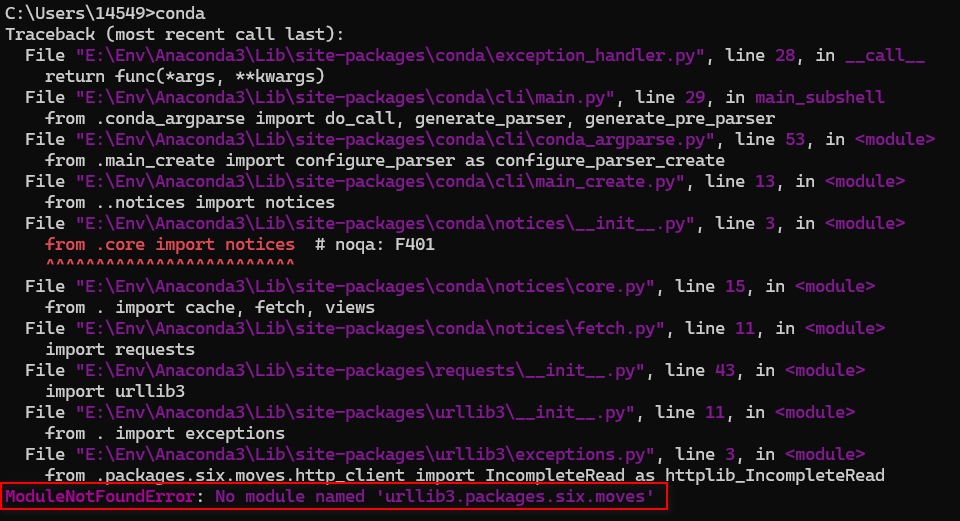 C:\Users\14549>conda
Traceback (most recent call last):
  File "E:\Env\Anaconda3\Lib\site-packages\conda\exception_handler.py", line 28, in __call__
    return func(*args, **kwargs)
  File "E:\Env\Anaconda3\Lib\site-packages\conda\cli\main.py", line 29, in main_subshell
    from .conda_argparse import do_call, generate_parser, generate_pre_parser
  File "E:\Env\Anaconda3\Lib\site-packages\conda\cli\conda_argparse.py", line 53, in <module>
    from .main_create import configure_parser as configure_parser_create
  File "E:\Env\Anaconda3\Lib\site-packages\conda\cli\main_create.py", line 13, in <module>
    from ..notices import notices
  File "E:\Env\Anaconda3\Lib\site-packages\conda\notices\__init__.py", line 3, in <module>
    from .core import notices  # noqa: F401
    ^^^^^^^^^^^^^^^^^^^^^^^^^
  File "E:\Env\Anaconda3\Lib\site-packages\conda\notices\core.py", line 15, in <module>
    from . import cache, fetch, views
  File "E:\Env\Anaconda3\Lib\site-packages\conda\notices\fetch.py", line 11, in <module>
    import requests
  File "E:\Env\Anaconda3\Lib\site-packages\requests\__init__.py", line 43, in <module>
    import urllib3
  File "E:\Env\Anaconda3\Lib\site-packages\urllib3\__init__.py", line 11, in <module>
    from . import exceptions
  File "E:\Env\Anaconda3\Lib\site-packages\urllib3\exceptions.py", line 3, in <module>
    from .packages.six.moves.http_client import IncompleteRead as httplib_IncompleteRead
ModuleNotFoundError: No module named 'urllib3.packages.six.moves'